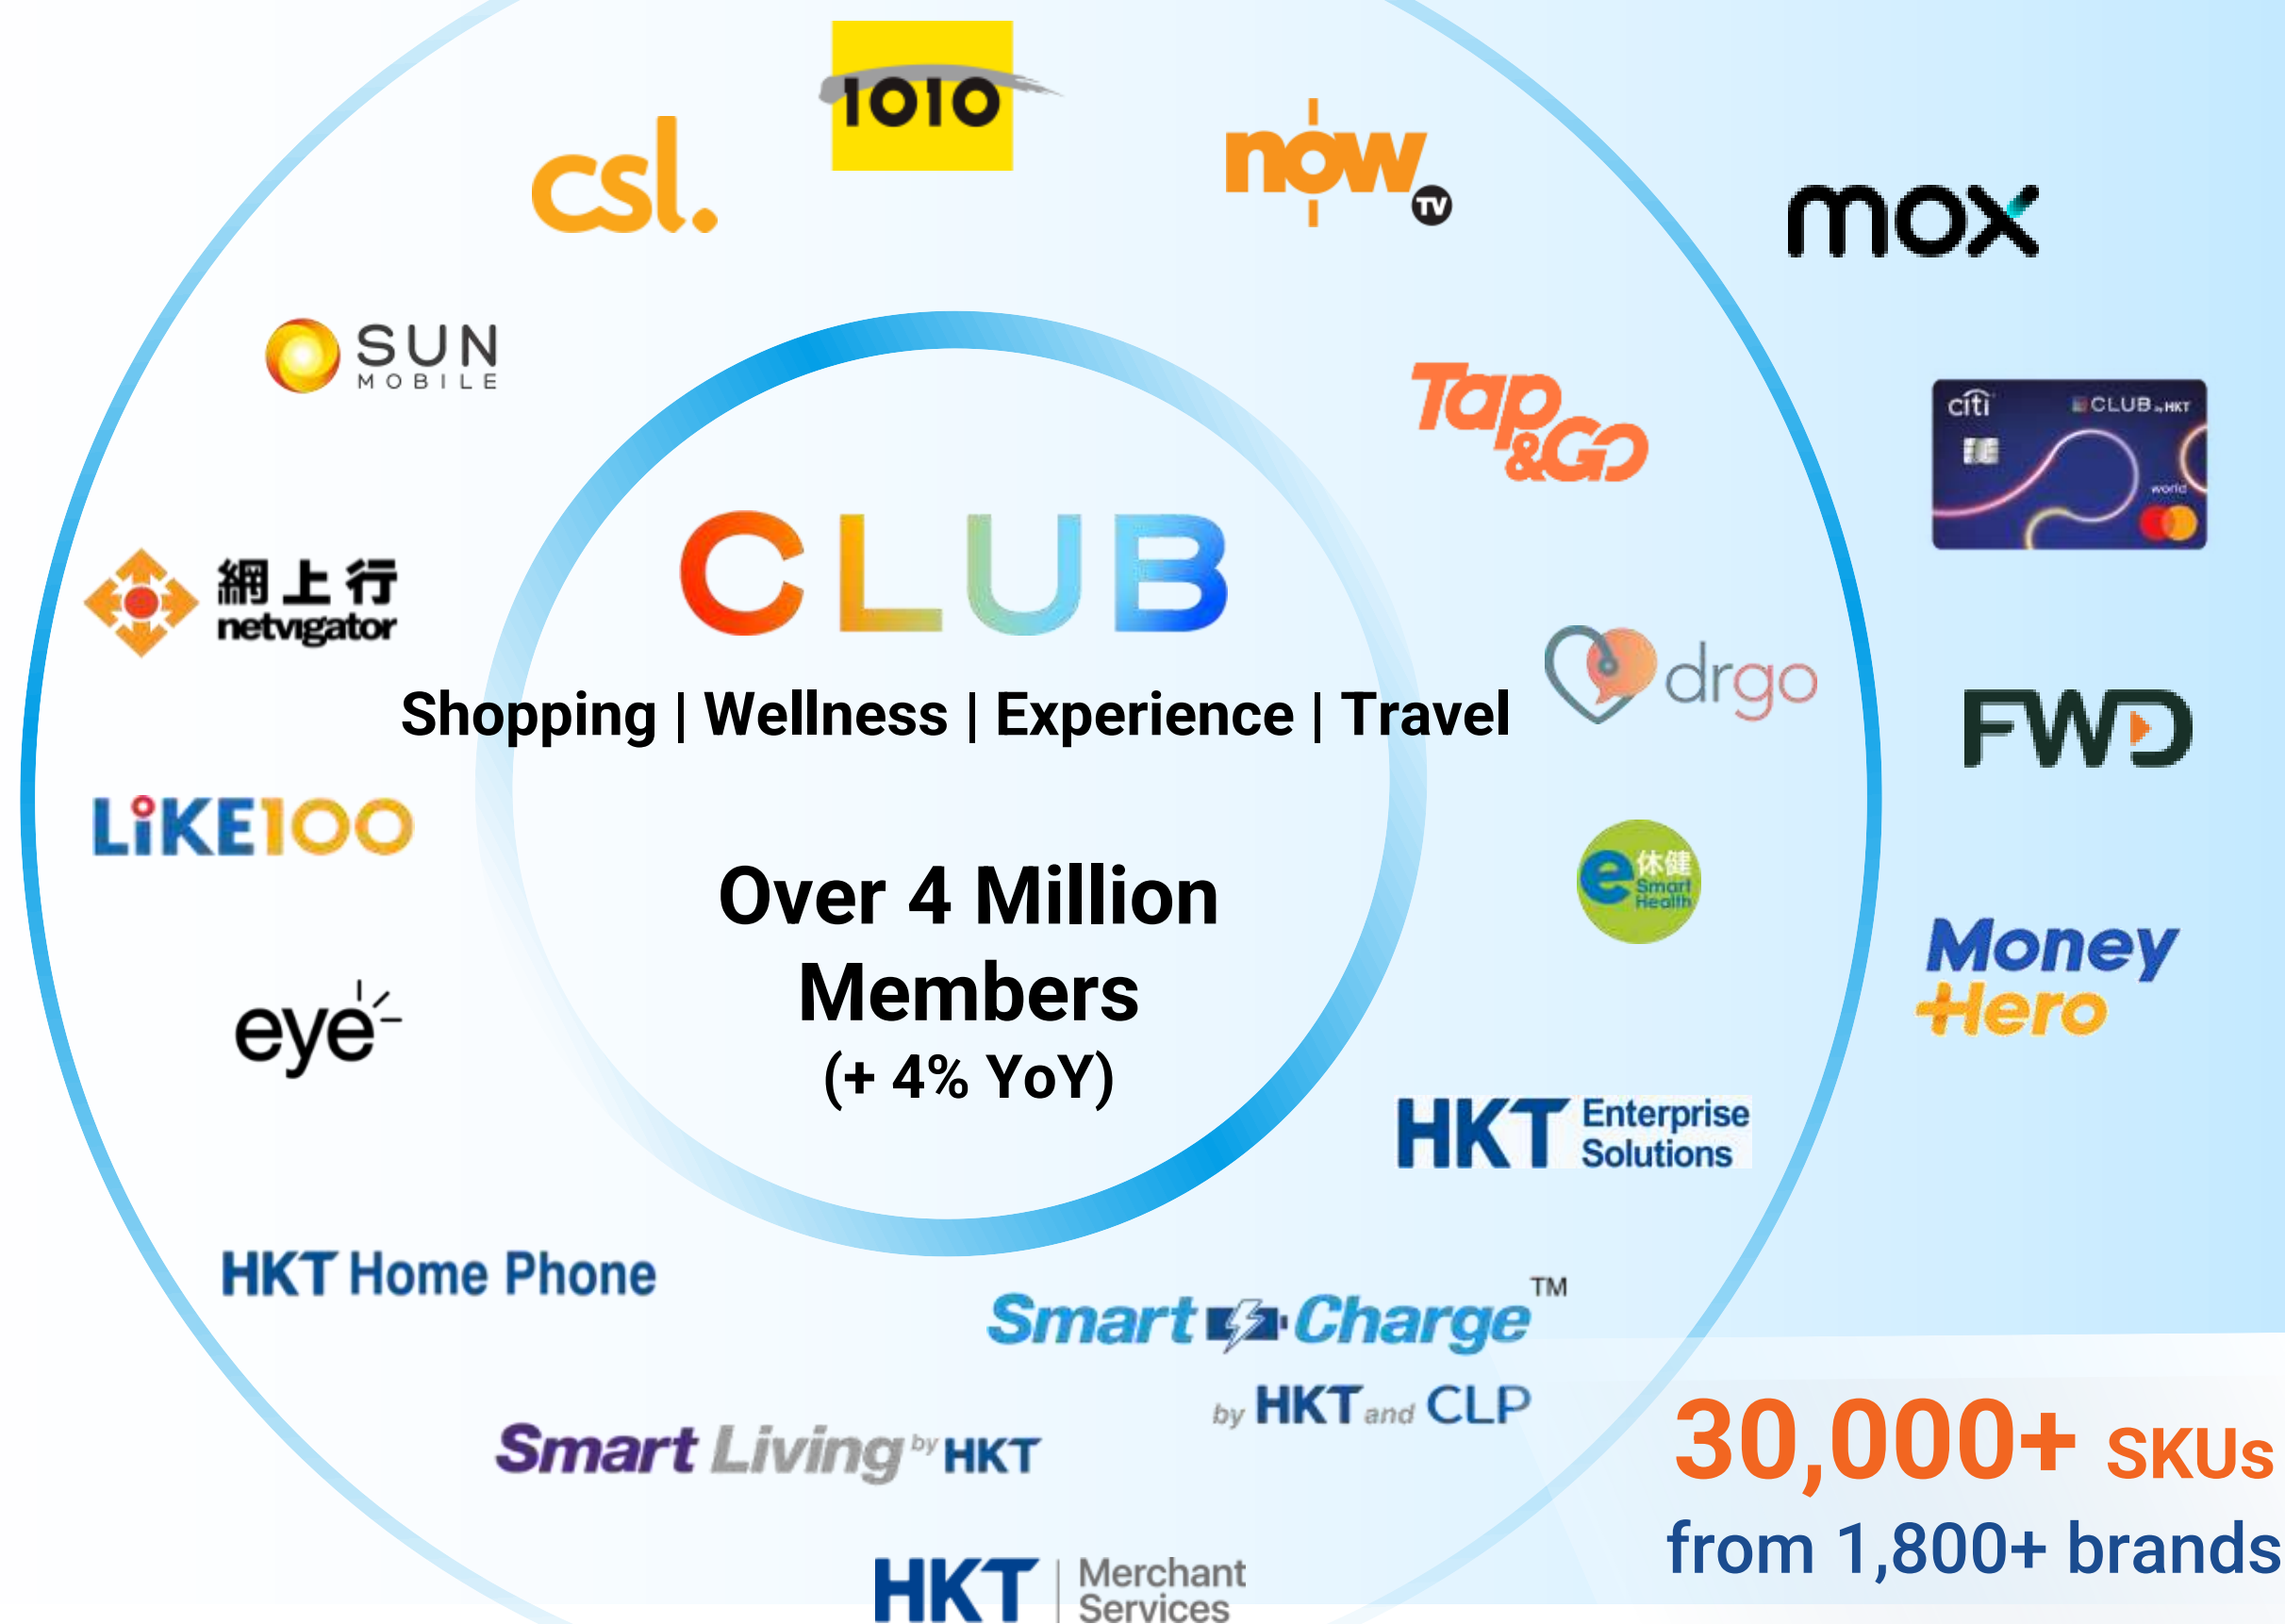 1010
csl.
now
TV
mox
SUN
MOBILE
Tap
&GO
citi
CLUB by HKT
world
網上行
netvigator
CLUB
drgo
Shopping | Wellness | Experience | Travel
FWD
LiKE100
e 休健
Smart
Health
Over 4 Million
Members
(+ 4% YoY)
eye
Money
Hero
HKT Enterprise
Solutions
HKT Home Phone
Smart Charge™
by HKT and CLP
Smart Living by HKT
30,000+ SKUs
from 1,800+ brands
HKT | Merchant
Services